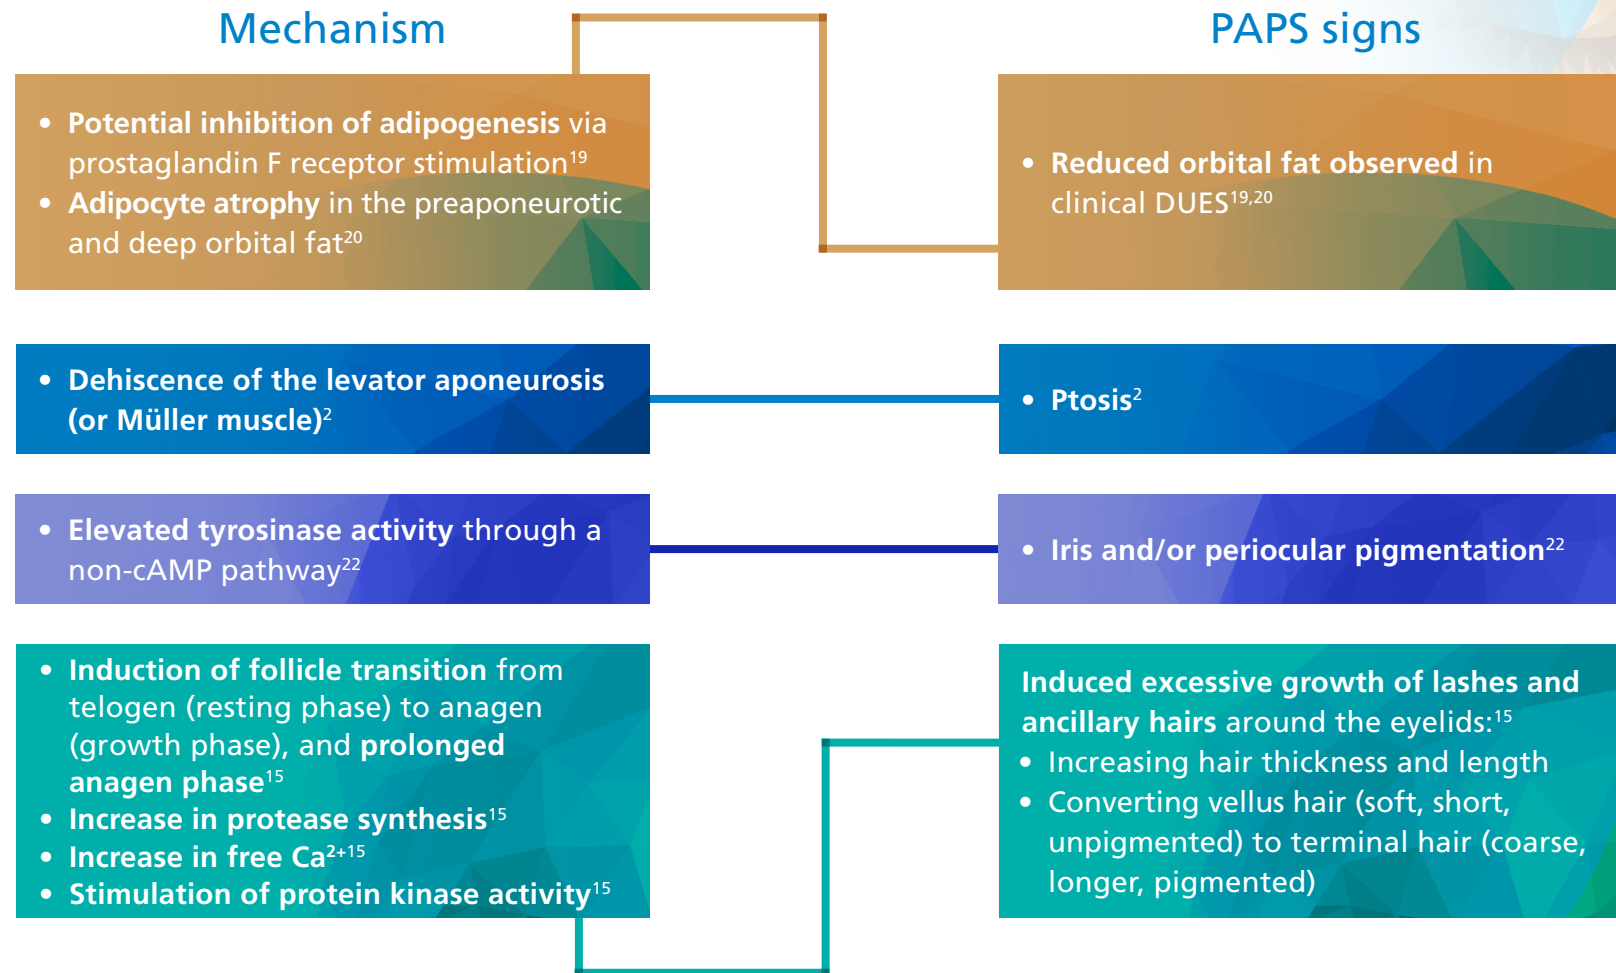 Mechanism
PAPS signs
• Potential inhibition of adipogenesis via
prostaglandin F receptor stimulation¹⁹
• Adipocyte atrophy in the preaponeurotic
and deep orbital fat²⁰
• Reduced orbital fat observed in
clinical DUES¹⁹,²⁰
• Dehiscence of the levator aponeurosis
(or Müller muscle)²
• Ptosis²
• Elevated tyrosinase activity through a
non-cAMP pathway²²
• Iris and/or periocular pigmentation²²
• Induction of follicle transition from
telogen (resting phase) to anagen
(growth phase), and prolonged
anagen phase¹⁵
• Increase in protease synthesis¹⁵
• Increase in free Ca²⁺¹⁵
• Stimulation of protein kinase activity¹⁵
Induced excessive growth of lashes and
ancillary hairs around the eyelids:¹⁵
• Increasing hair thickness and length
• Converting vellus hair (soft, short,
unpigmented) to terminal hair (coarse,
longer, pigmented)